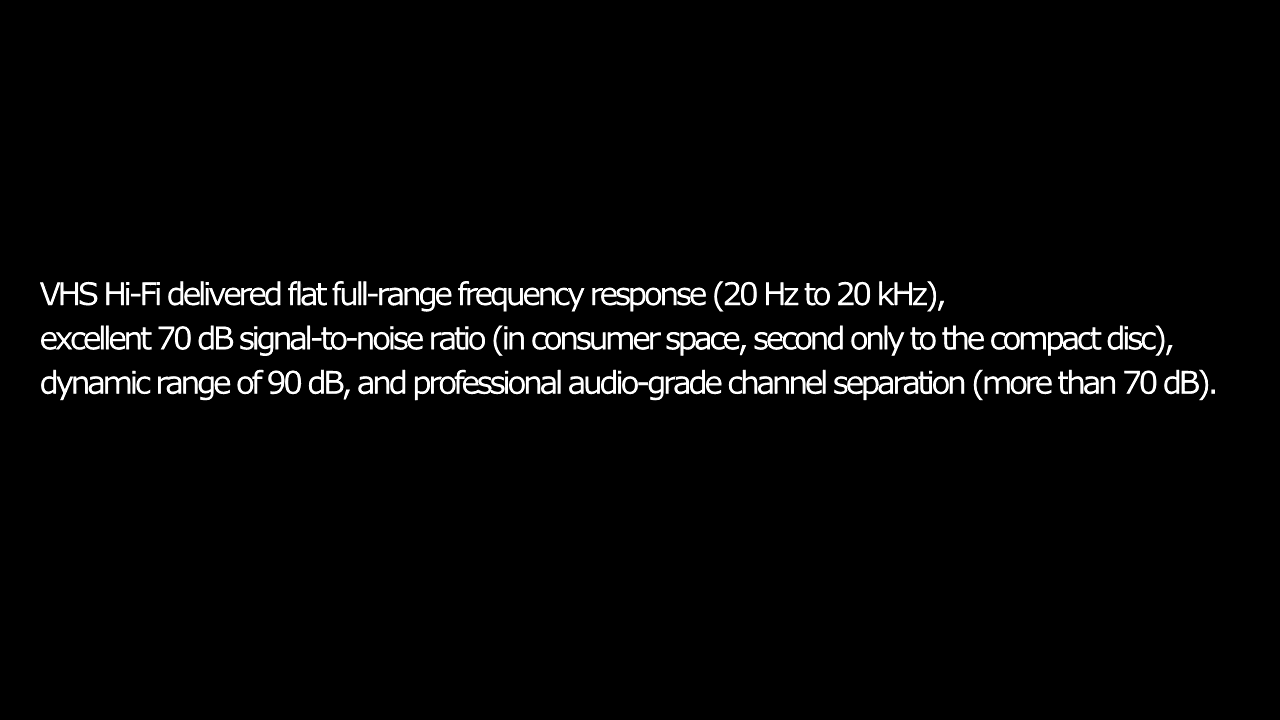 VHS Hi-Fi delivered flat full-range frequency response (20 Hz to 20 kHz),
excellent 70 dB signal-to-noise ratio (in consumer space, second only to the compact disc),
dynamic range of 90 dB, and professional audio-grade channel separation (more than 70 dB).